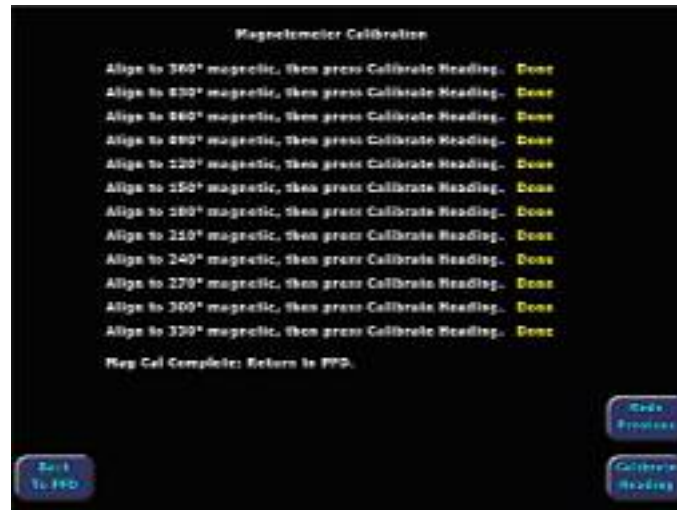 Magnetometer Calibration
Align to 360° magnetic, then press Calibrate Heading. Done
Align to 030° magnetic, then press Calibrate Heading. Done
Align to 060° magnetic, then press Calibrate Heading. Done
Align to 090° magnetic, then press Calibrate Heading. Done
Align to 120° magnetic, then press Calibrate Heading. Done
Align to 150° magnetic, then press Calibrate Heading. Done
Align to 180° magnetic, then press Calibrate Heading. Done
Align to 210° magnetic, then press Calibrate Heading. Done
Align to 240° magnetic, then press Calibrate Heading. Done
Align to 270° magnetic, then press Calibrate Heading. Done
Align to 300° magnetic, then press Calibrate Heading. Done
Align to 330° magnetic, then press Calibrate Heading. Done
Mag Cal Complete: Return to PFD.
Redo
Previous
Back
To PFD
Calibrate
Heading